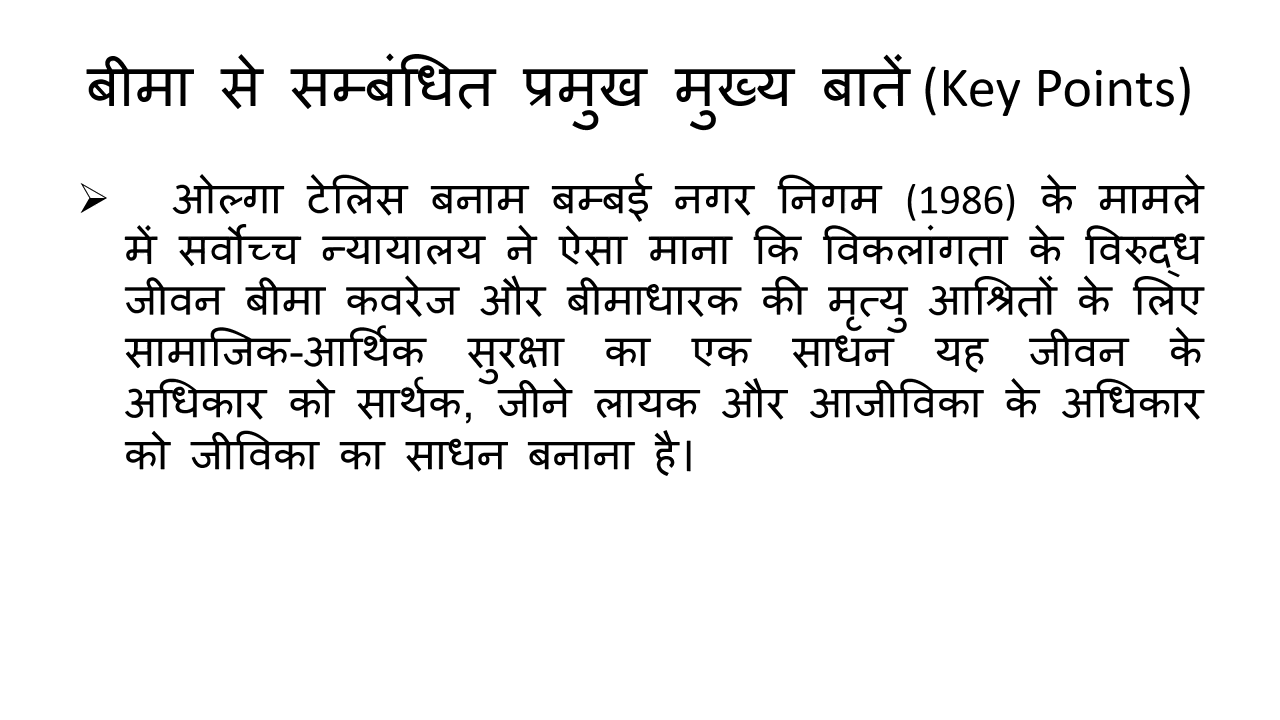 बीमा से सम्बंधित प्रमुख मुख्य बातें (Key Points)
➢ ओल्गा टेलिस बनाम बम्बई नगर निगम (1986) के मामले
में सर्वोच्च न्यायालय ने ऐसा माना कि विकलांगता के विरुद्ध
जीवन बीमा कवरेज और बीमाधारक की मृत्यु आश्रितों के लिए
सामाजिक-आर्थिक सुरक्षा का एक साधन यह जीवन के
अधिकार को सार्थक, जीने लायक और आजीविका के अधिकार
को जीविका का साधन बनाना है।